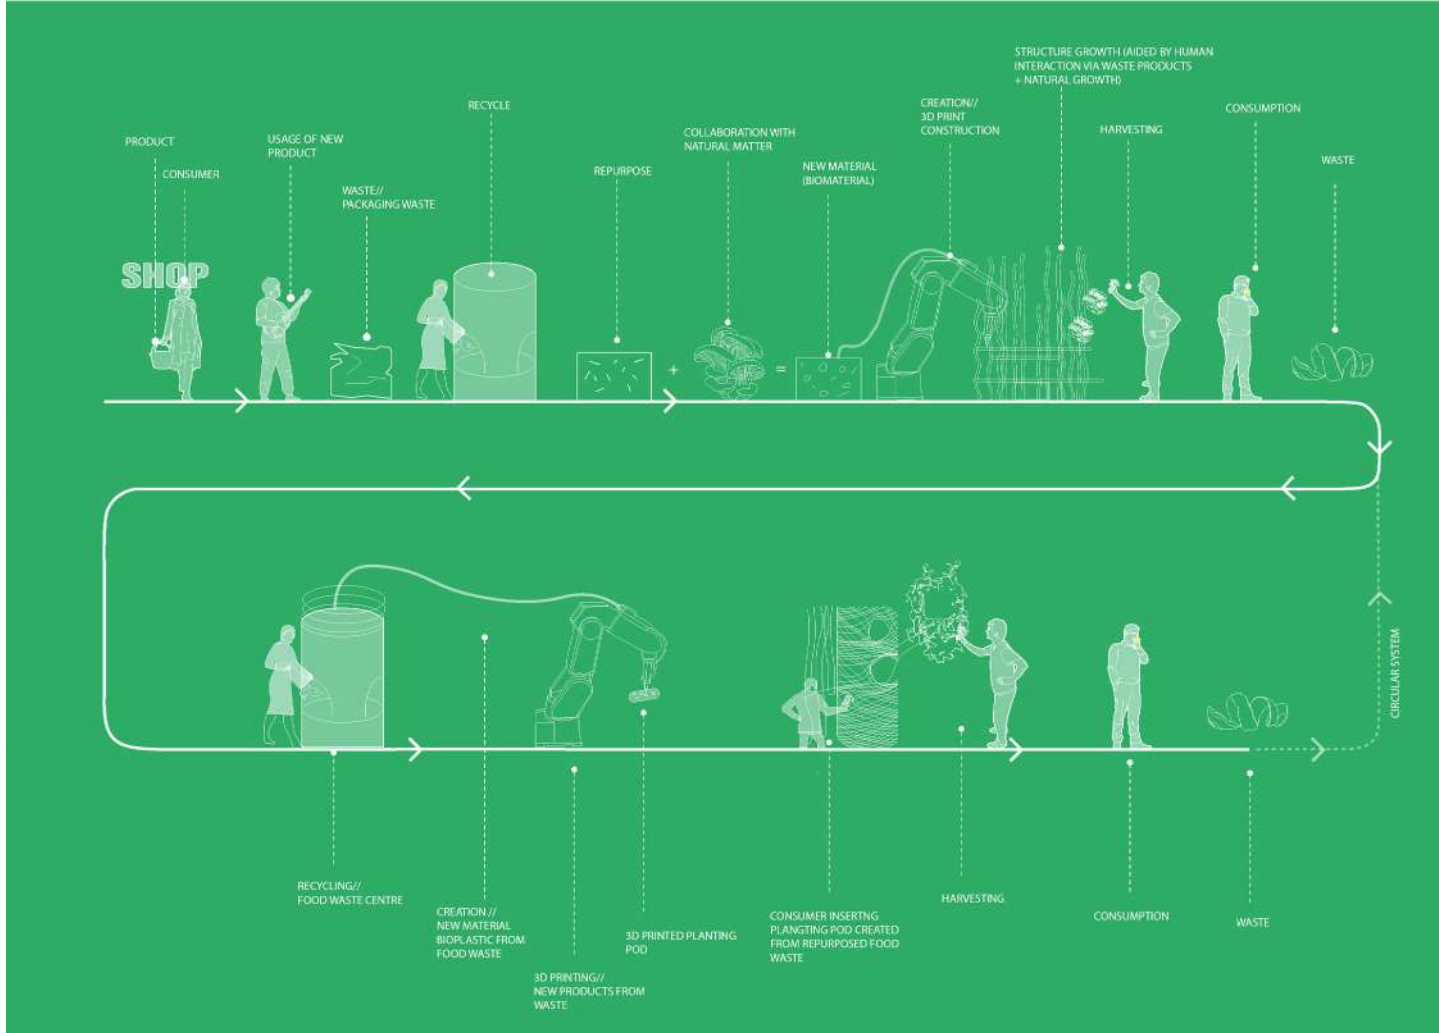 STRUCTURE GROWTH (AIDED BY HUMAN
INTERACTION VIA WASTE PRODUCTS
+ NATURAL GROWTH)
RECYCLE
CREATION//
3D PRINT
CONSTRUCTION
CONSUMPTION
PRODUCT
USAGE OF NEW
PRODUCT
COLLABORATION WITH
NATURAL MATTER
HARVESTING
CONSUMER
REPURPOSE
NEW MATERIAL
(BIOMATERIAL)
WASTE
WASTE//
PACKAGING WASTE
SHOP
+
=
CIRCULAR SYSTEM
RECYCLING//
FOOD WASTE CENTRE
CREATION //
NEW MATERIAL
BIOPLASTIC FROM
FOOD WASTE
3D PRINTING//
NEW PRODUCTS FROM
WASTE
3D PRINTED PLANTING
POD
CONSUMER INSERTNG
PLANGTING POD CREATED
FROM REPURPOSED FOOD
WASTE
HARVESTING
CONSUMPTION
WASTE